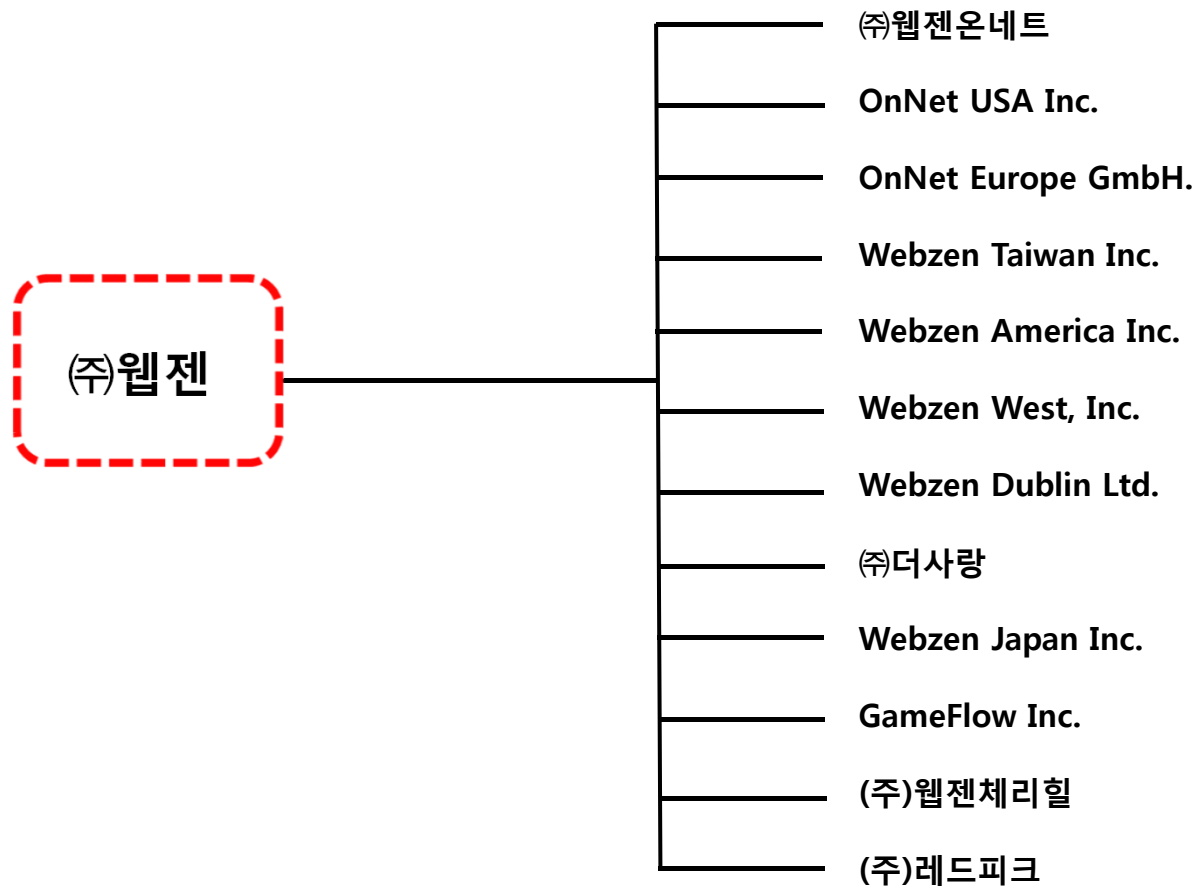 ㈜웹젠
㈜웹젠온네트
OnNet USA Inc.
OnNet Europe GmbH.
Webzen Taiwan Inc.
Webzen America Inc.
Webzen West, Inc.
Webzen Dublin Ltd.
㈜더사랑
Webzen Japan Inc.
GameFlow Inc.
(주)웹젠체리힐
(주)레드피크